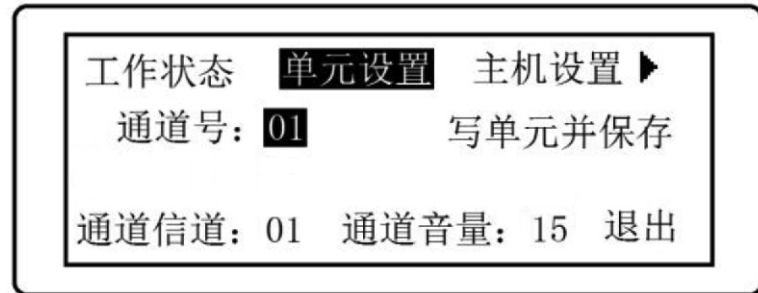 工作状态 单元设置 主机设置
通道号：01 写单元并保存
通道信道：01 通道音量：15 退出